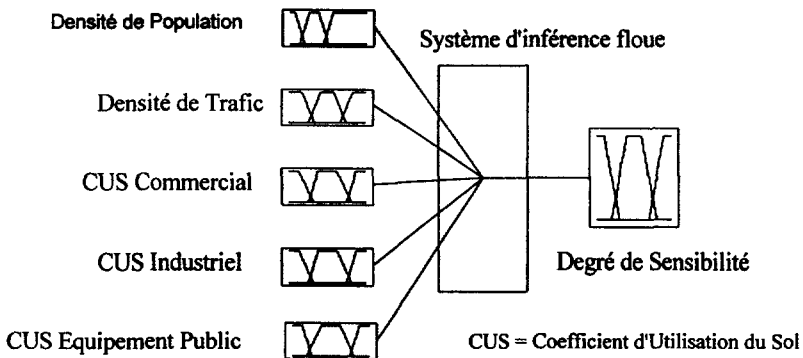 Densité de Population
Système d'inférence floue
Densité de Trafic
CUS Commercial
CUS Industriel
Degré de Sensibilité
CUS Equipement Public
CUS = Coefficient d'Utilisation du Sol